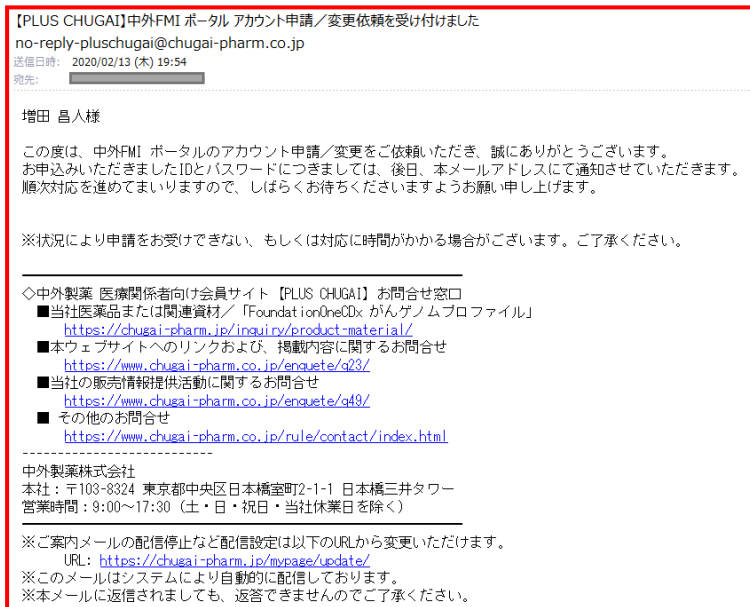 【PLUS CHUGAI】中外FMI ポータル アカウント申請／変更依頼を受け付けました
no-reply-pluschugai@chugai-pharm.co.jp
送信日時: 2020/02/13 (木) 19:54
宛先:
増田 昌人様
この度は、中外FMI ポータルのアカウント申請／変更をご依頼いただき、誠にありがとうございます。
お申込みいただきましたIDとパスワードにつきましては、後日、本メールアドレスにて通知させていただきます。
順次対応を進めてまいりますので、しばらくお待ちくださいますようお願い申し上げます。
※状況により申請をお受けできない、もしくは対応に時間がかかる場合がございます。ご了承ください。
◇中外製薬 医療関係者向け会員サイト【PLUS CHUGAI】お問合せ窓口
■当社医薬品または関連資材／「FoundationOneCDx がんゲノムプロファイル」
https://chugai-pharm.jp/inquiry/product-material/
■本ウェブサイトへのリンクおよび、掲載内容に関するお問合せ
https://www.chugai-pharm.co.jp/enquete/q23/
■当社の販売情報提供活動に関するお問合せ
https://www.chugai-pharm.co.jp/enquete/q49/
■ その他のお問合せ
https://www.chugai-pharm.co.jp/rule/contact/index.html
--------------------------
中外製薬株式会社
本社：〒103-8324 東京都中央区日本橋室町2-1-1 日本橋三井タワー
営業時間：9:00～17:30（土・日・祝日・当社休業日を除く）
※ご案内メールの配信停止など配信設定は以下のURLから変更いただけます。
URL: https://chugai-pharm.jp/mypage/update/
※このメールはシステムにより自動的に配信しております。
※本メールに返信されましても、返答できませんのでご了承ください。